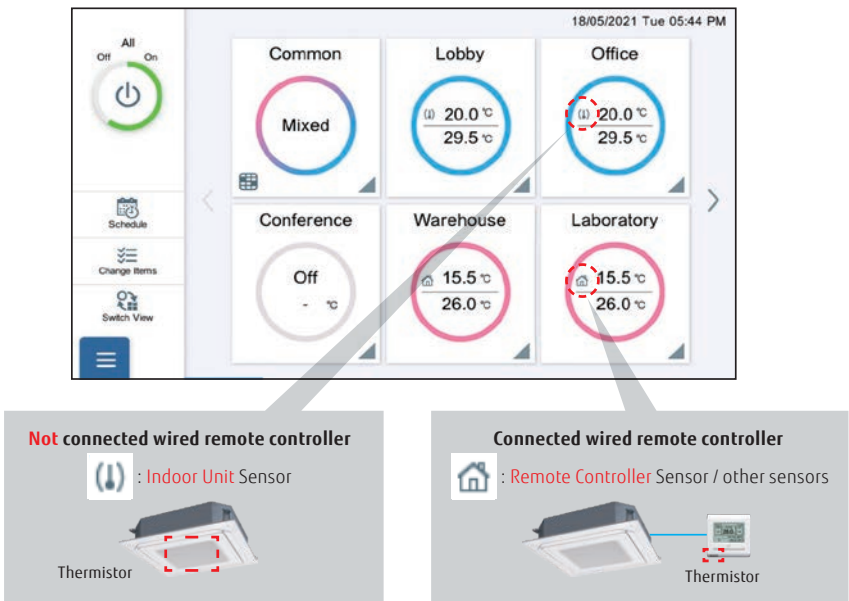 18/05/2021 Tue 05:44 PM
All
Off On
Common
Lobby
Office
Mixed
20.0 ℃
29.5 ℃
20.0 ℃
29.5 ℃
Schedule
Change Items
Switch View
Conference
Warehouse
Laboratory
Off
- ℃
15.5 ℃
26.0 ℃
15.5 ℃
26.0 ℃
Not connected wired remote controller
: Indoor Unit Sensor
Thermistor
Connected wired remote controller
: Remote Controller Sensor / other sensors
Thermistor